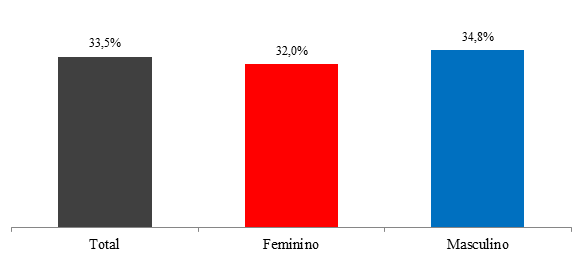 33,5%
32,0%
34,8%
Total
Feminino
Masculino